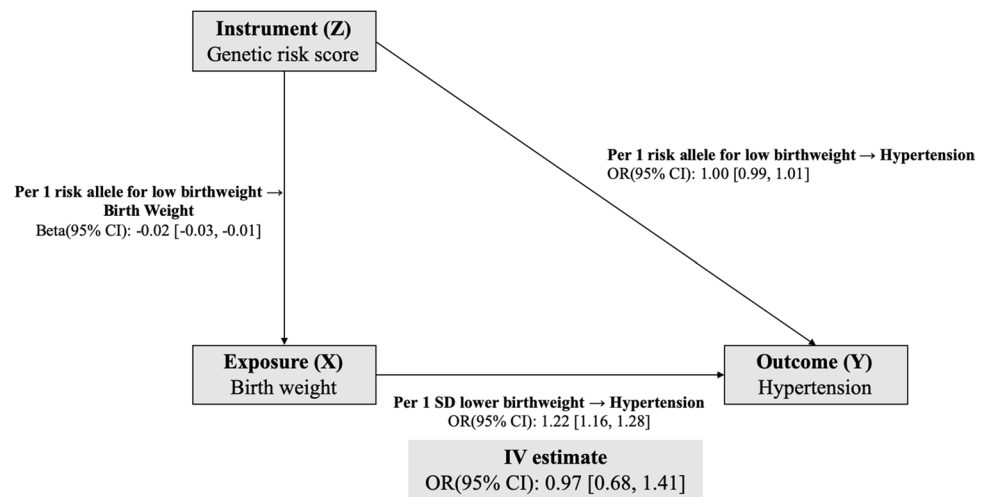 Instrument (Z)
Genetic risk score
Per 1 risk allele for low birthweight → Hypertension
OR(95% CI): 1.00 [0.99, 1.01]
Per 1 risk allele for low birthweight →
Birth Weight
Beta(95% CI): -0.02 [-0.03, -0.01]
Exposure (X)
Birth weight
Outcome (Y)
Hypertension
Per 1 SD lower birthweight → Hypertension
OR(95% CI): 1.22 [1.16, 1.28]
IV estimate
OR(95% CI): 0.97 [0.68, 1.41]